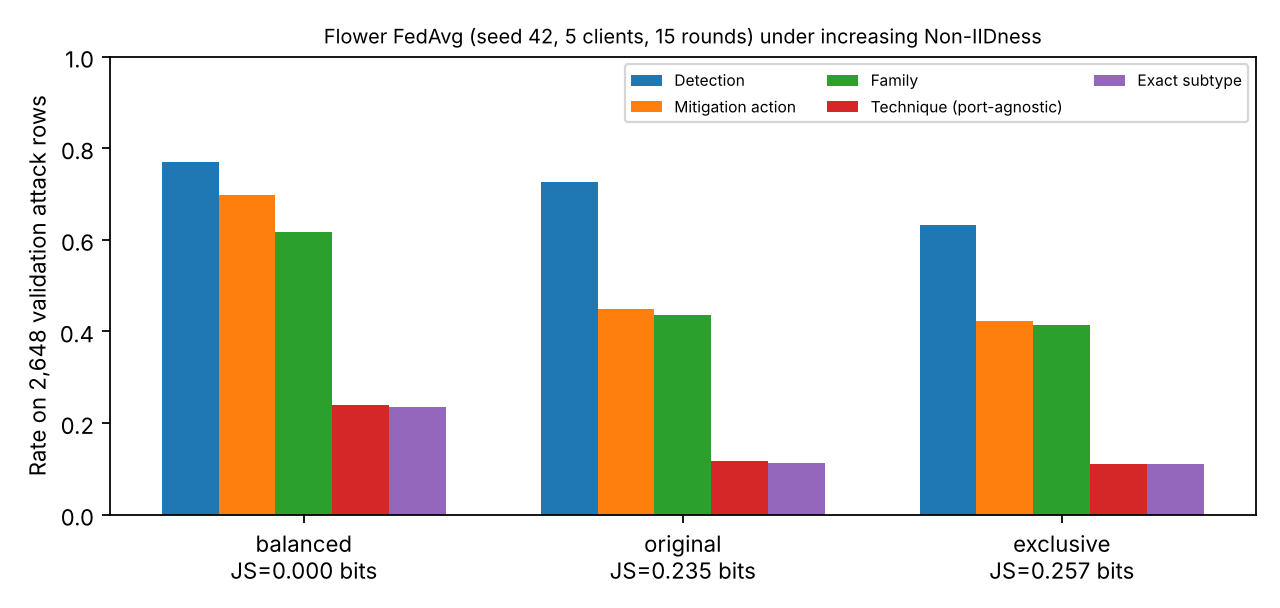 Flower FedAvg (seed 42, 5 clients, 15 rounds) under increasing Non-IIDness
Rate on 2,648 validation attack rows
1.0
0.8
0.6
0.4
0.2
0.0
Detection
Mitigation action
Family
Technique (port-agnostic)
Exact subtype
balanced
JS=0.000 bits
original
JS=0.235 bits
exclusive
JS=0.257 bits